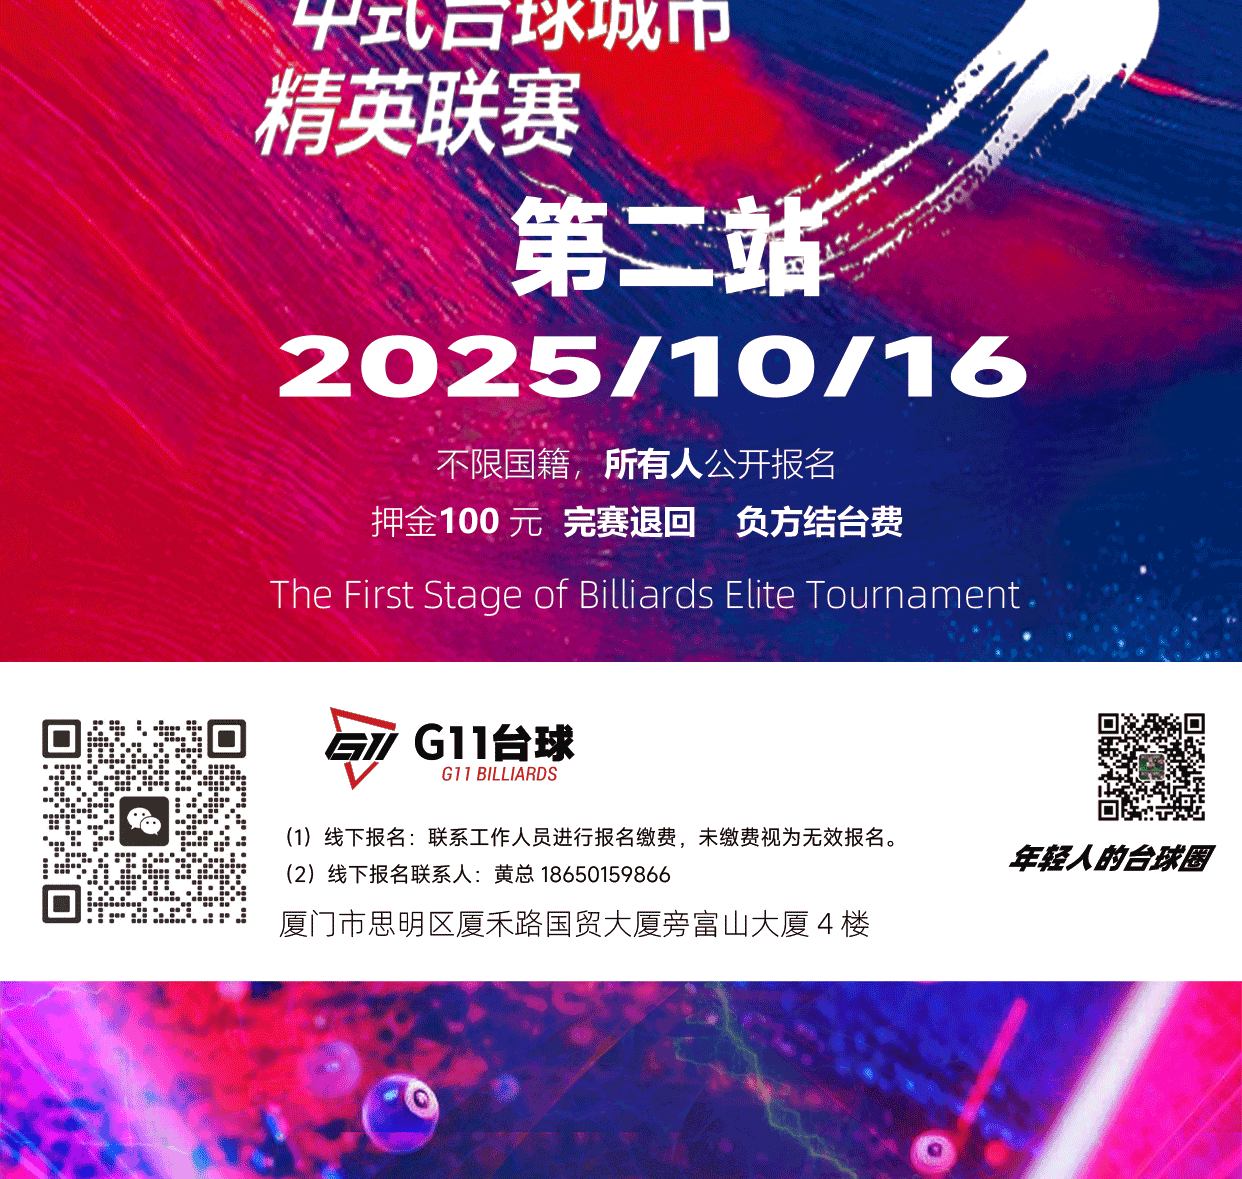 中式台球城市
精英联赛
第二站
2025/10/16
不限国籍，所有人公开报名
押金100 元 完赛退回 负方结台费
The First Stage of Billiards Elite Tournament
G11 G11台球
G11 BILLIARDS
（1）线下报名：联系工作人员进行报名缴费，未缴费视为无效报名。
（2）线下报名联系人：黄总 18650159866
厦门市思明区厦禾路国贸大厦旁富山大厦 4 楼
年轻人的台球圈